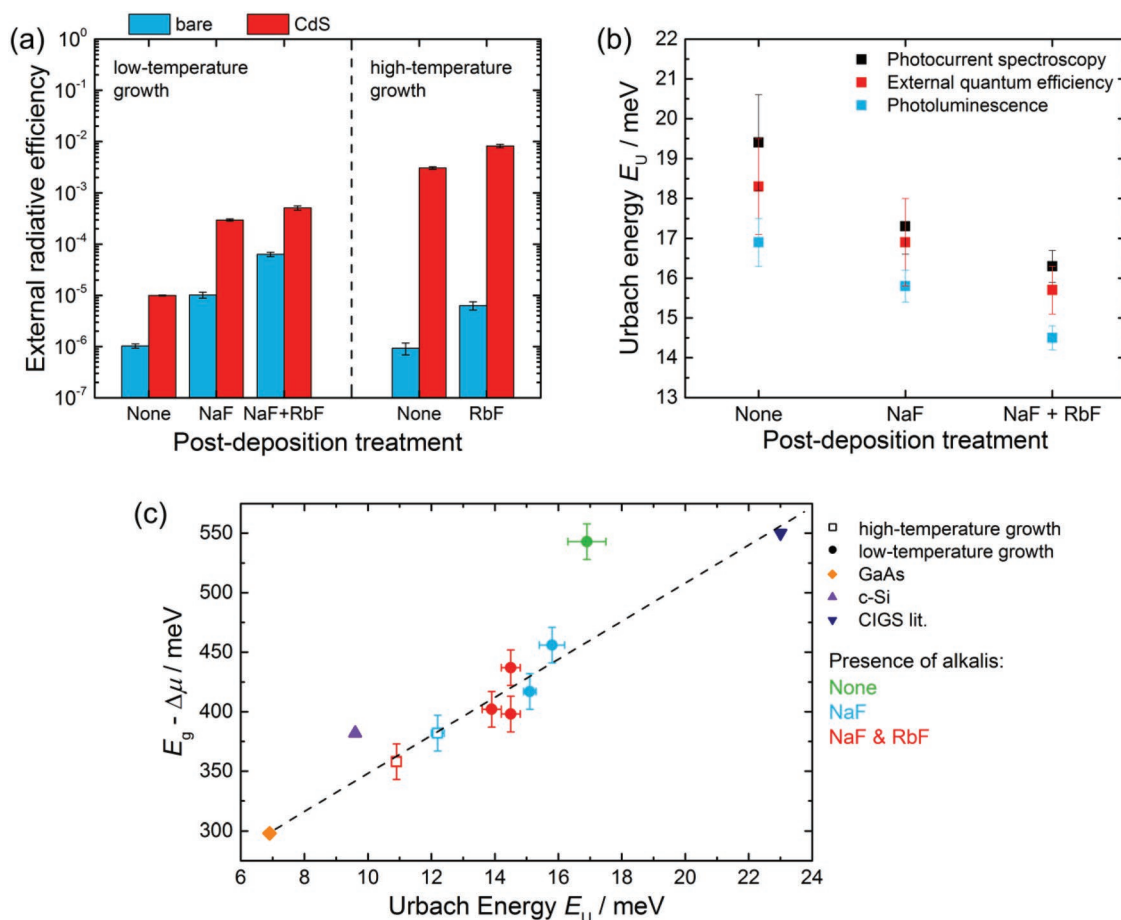 (a)
bare
CdS
External radiative efficiency
10⁰
10⁻¹
10⁻²
10⁻³
10⁻⁴
10⁻⁵
10⁻⁶
10⁻⁷
low-temperature
growth
high-temperature
growth
None
NaF
NaF+RbF
None
RbF
Post-deposition treatment
(b)
Urbach energy E_U / meV
22
21
20
19
18
17
16
15
14
13
Photocurrent spectroscopy
External quantum efficiency
Photoluminescence
None
NaF
NaF + RbF
Post-deposition treatment
(c)
E_g - Δμ / meV
550
500
450
400
350
300
6 8 10 12 14 16 18 20 22 24
Urbach Energy E_U / meV
high-temperature growth
low-temperature growth
GaAs
c-Si
CIGS lit.
Presence of alkalis:
None
NaF
NaF & RbF